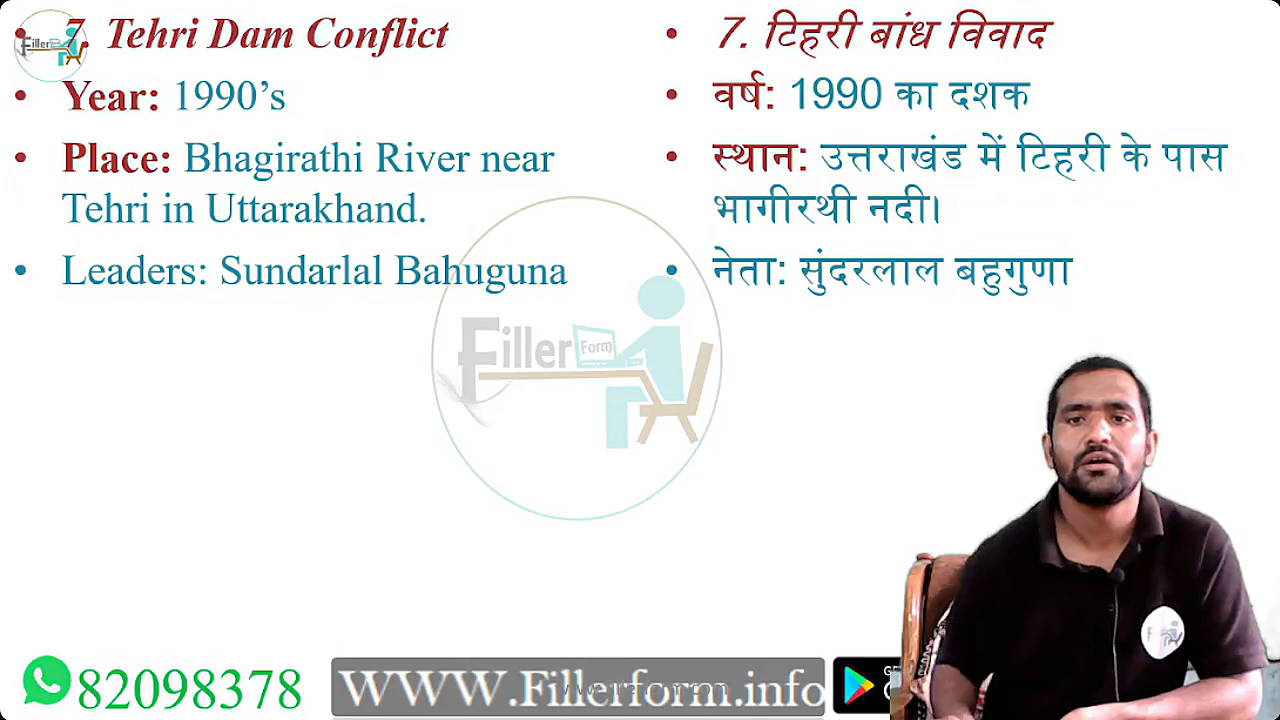 7. Tehri Dam Conflict
Year: 1990’s
Place: Bhagirathi River near
Tehri in Uttarakhand.
Leaders: Sundarlal Bahuguna
7. टिहरी बांध विवाद
वर्ष: 1990 का दशक
स्थान: उत्तराखंड में टिहरी के पास
भागीरथी नदी।
नेता: सुंदरलाल बहुगुणा
Filler Form
82098378
WWW.Fillerform.info